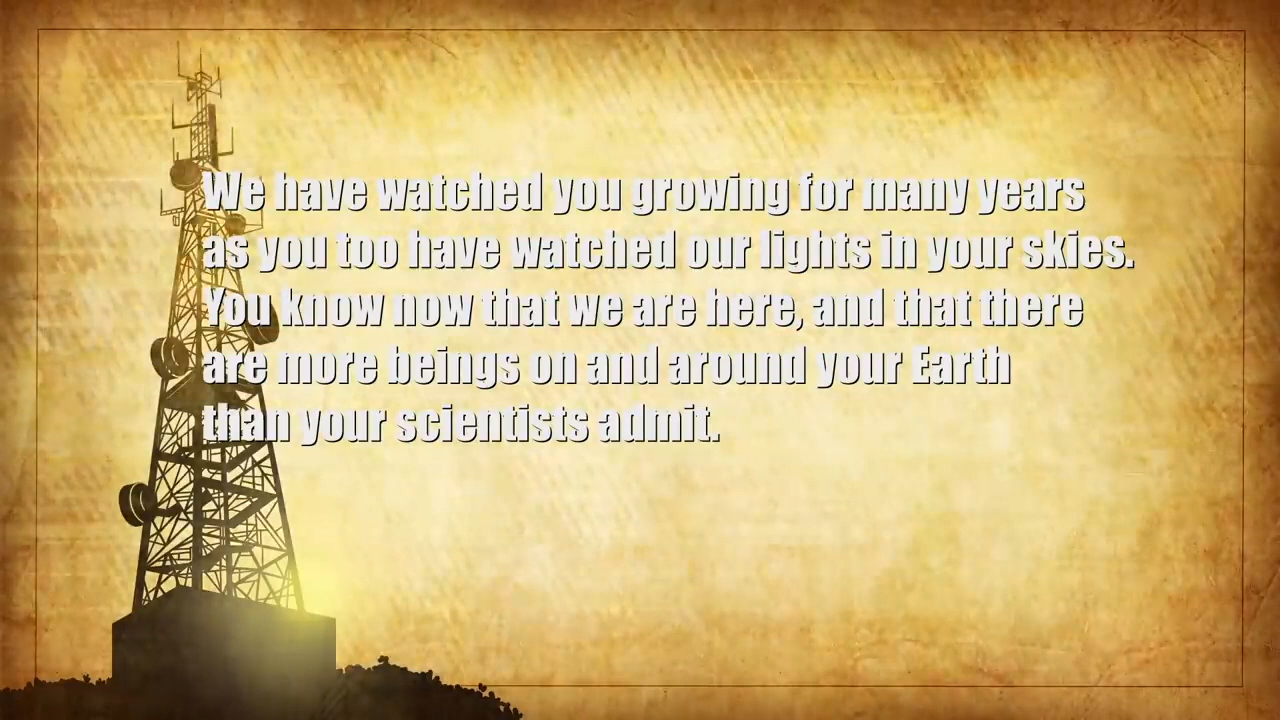 We have watched you growing for many years
as you too have watched our lights in your skies.
You know now that we are here, and that there
are more beings on and around your Earth
than your scientists admit.